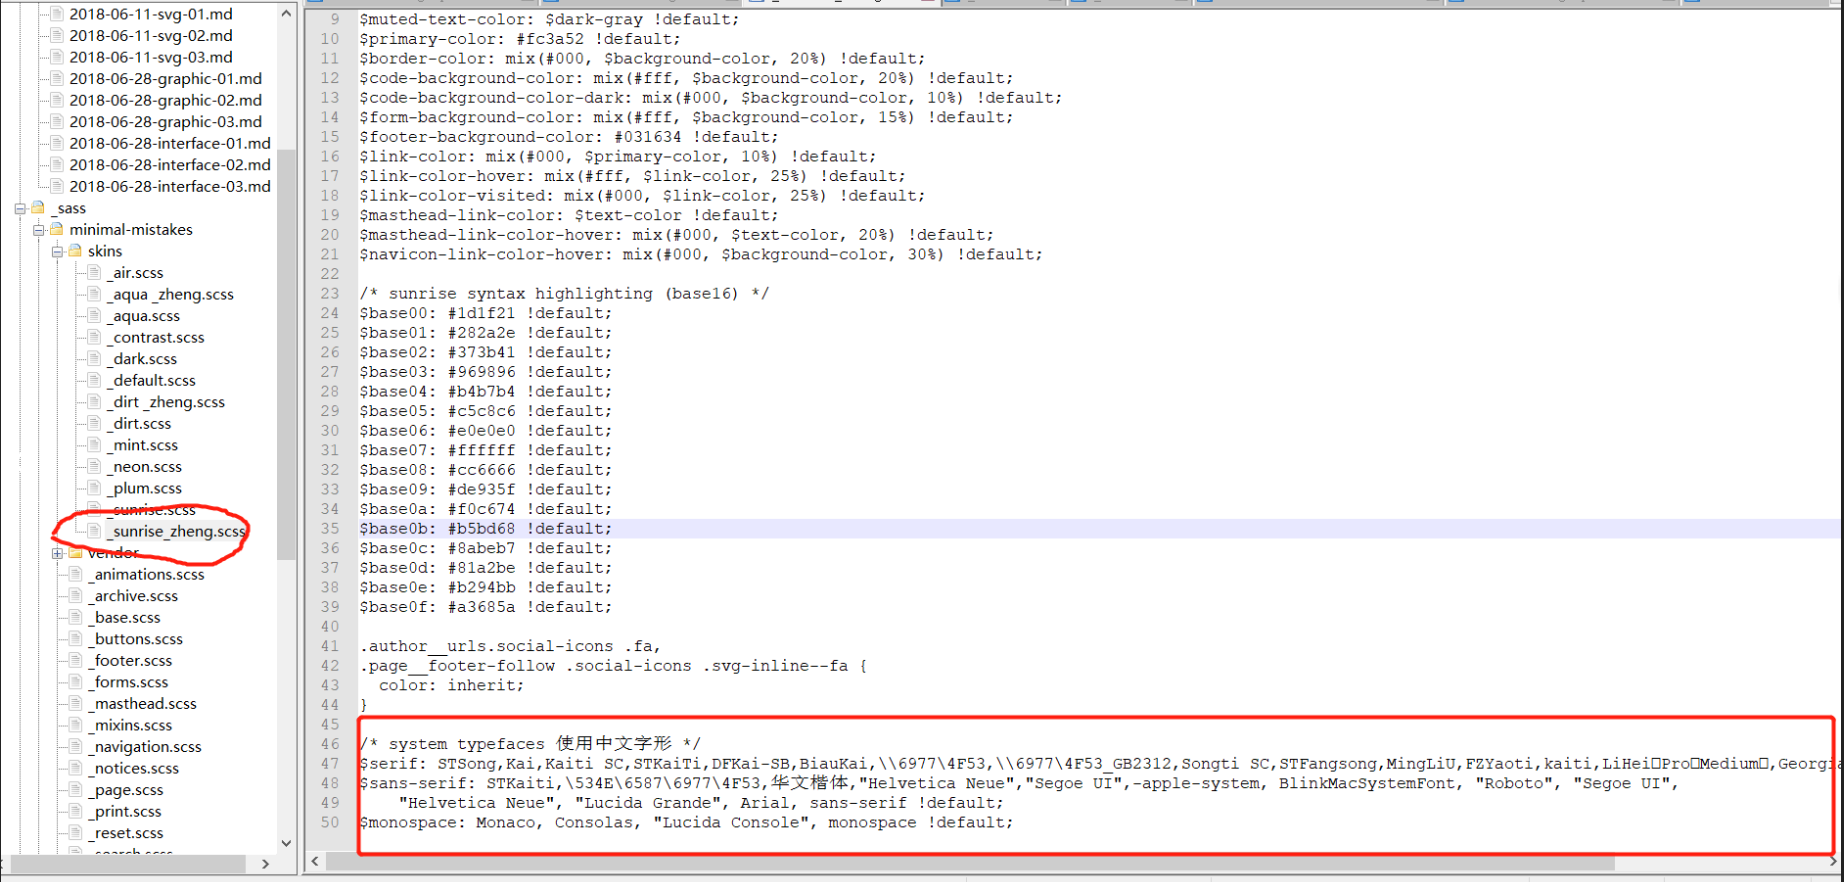 2018-06-11-svg-01.md
2018-06-11-svg-02.md
2018-06-11-svg-03.md
2018-06-28-graphic-01.md
2018-06-28-graphic-02.md
2018-06-28-graphic-03.md
2018-06-28-interface-01.md
2018-06-28-interface-02.md
2018-06-28-interface-03.md
_sass
minimal-mistakes
skins
_air.scss
_aqua _zheng.scss
_aqua.scss
_contrast.scss
_dark.scss
_default.scss
_dirt _zheng.scss
_dirt.scss
_mint.scss
_neon.scss
_plum.scss
_sunrise.scss
_sunrise_zheng.scss
vendor
_animations.scss
_archive.scss
_base.scss
_buttons.scss
_footer.scss
_forms.scss
_masthead.scss
_mixins.scss
_navigation.scss
_notices.scss
_page.scss
_print.scss
_reset.scss
_search.scss
9 $muted-text-color: $dark-gray !default;
10 $primary-color: #fc3a52 !default;
11 $border-color: mix(#000, $background-color, 20%) !default;
12 $code-background-color: mix(#fff, $background-color, 20%) !default;
13 $code-background-color-dark: mix(#000, $background-color, 10%) !default;
14 $form-background-color: mix(#fff, $background-color, 15%) !default;
15 $footer-background-color: #031634 !default;
16 $link-color: mix(#000, $primary-color, 10%) !default;
17 $link-color-hover: mix(#fff, $link-color, 25%) !default;
18 $link-color-visited: mix(#000, $link-color, 25%) !default;
19 $masthead-link-color: $text-color !default;
20 $masthead-link-color-hover: mix(#000, $text-color, 20%) !default;
21 $navicon-link-color-hover: mix(#000, $background-color, 30%) !default;
22
23 /* sunrise syntax highlighting (base16) */
24 $base00: #1d1f21 !default;
25 $base01: #282a2e !default;
26 $base02: #373b41 !default;
27 $base03: #969896 !default;
28 $base04: #b4b7b4 !default;
29 $base05: #c5c8c6 !default;
30 $base06: #e0e0e0 !default;
31 $base07: #ffffff !default;
32 $base08: #cc6666 !default;
33 $base09: #de935f !default;
34 $base0a: #f0c674 !default;
35 $base0b: #b5bd68 !default;
36 $base0c: #8abeb7 !default;
37 $base0d: #81a2be !default;
38 $base0e: #b294bb !default;
39 $base0f: #a3685a !default;
40
41 .author__urls.social-icons .fa,
42 .page__footer-follow .social-icons .svg-inline--fa {
43 color: inherit;
44 }
45
46 /* system typefaces 使用中文字形 */
47 $serif: STSong,Kai,Kaiti SC,STKaiTi,DFKai-SB,BiauKai,\\6977\4F53,\\6977\4F53_GB2312,Songti SC,STFangsong,MingLiU,FZYaoti,kaiti,LiHei□Pro□Medium□,Georgia
48 $sans-serif: STKaiti,\534E\6587\6977\4F53,华文楷体,"Helvetica Neue","Segoe UI",-apple-system, BlinkMacSystemFont, "Roboto", "Segoe UI",
49 "Helvetica Neue", "Lucida Grande", Arial, sans-serif !default;
50 $monospace: Monaco, Consolas, "Lucida Console", monospace !default;